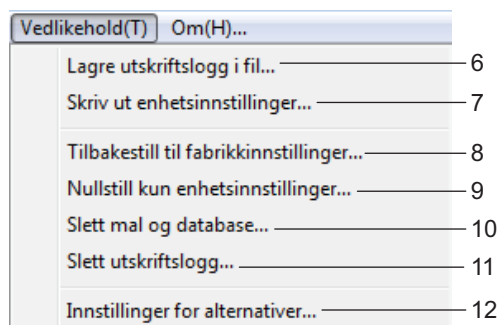 Vedlikehold(T) Om(H)...
Lagre utskriftslogg i fil... 6
Skriv ut enhetsinnstillinger... 7
Tilbakestill til fabrikkinnstillinger... 8
Nullstill kun enhetsinnstillinger... 9
Slett mal og database... 10
Slett utskriftslogg... 11
Innstillinger for alternativer... 12